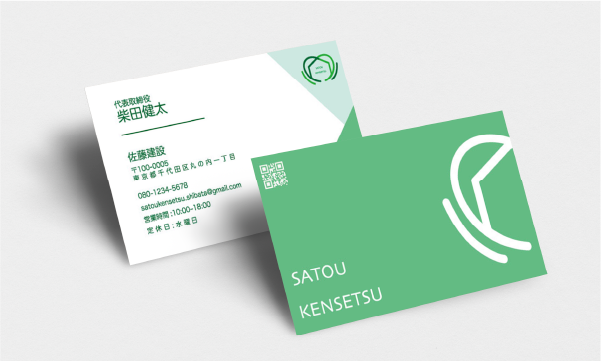 代表取締役
柴田健太
佐藤建設
〒100-0005
東京都千代田区丸の内一丁目
080-1234-5678
satoukensetsu.shibata@gmail.com
営業時間:10:00-18:00
定休日:水曜日
SATOU
KENSETSU